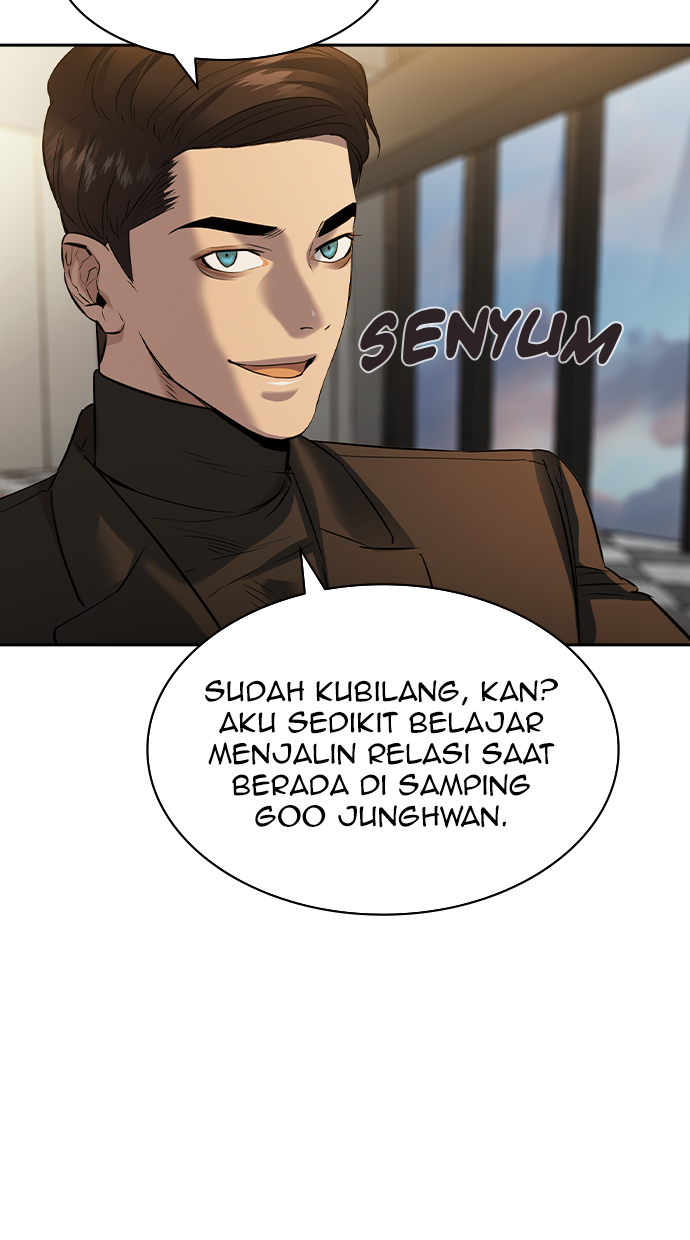 SENYUM
SUDAH KUBILANG, KAN?
AKU SEDIKIT BELAJAR
MENJALIN RELASI SAAT
BERADA DI SAMPING
GOO JUNGHWAN.